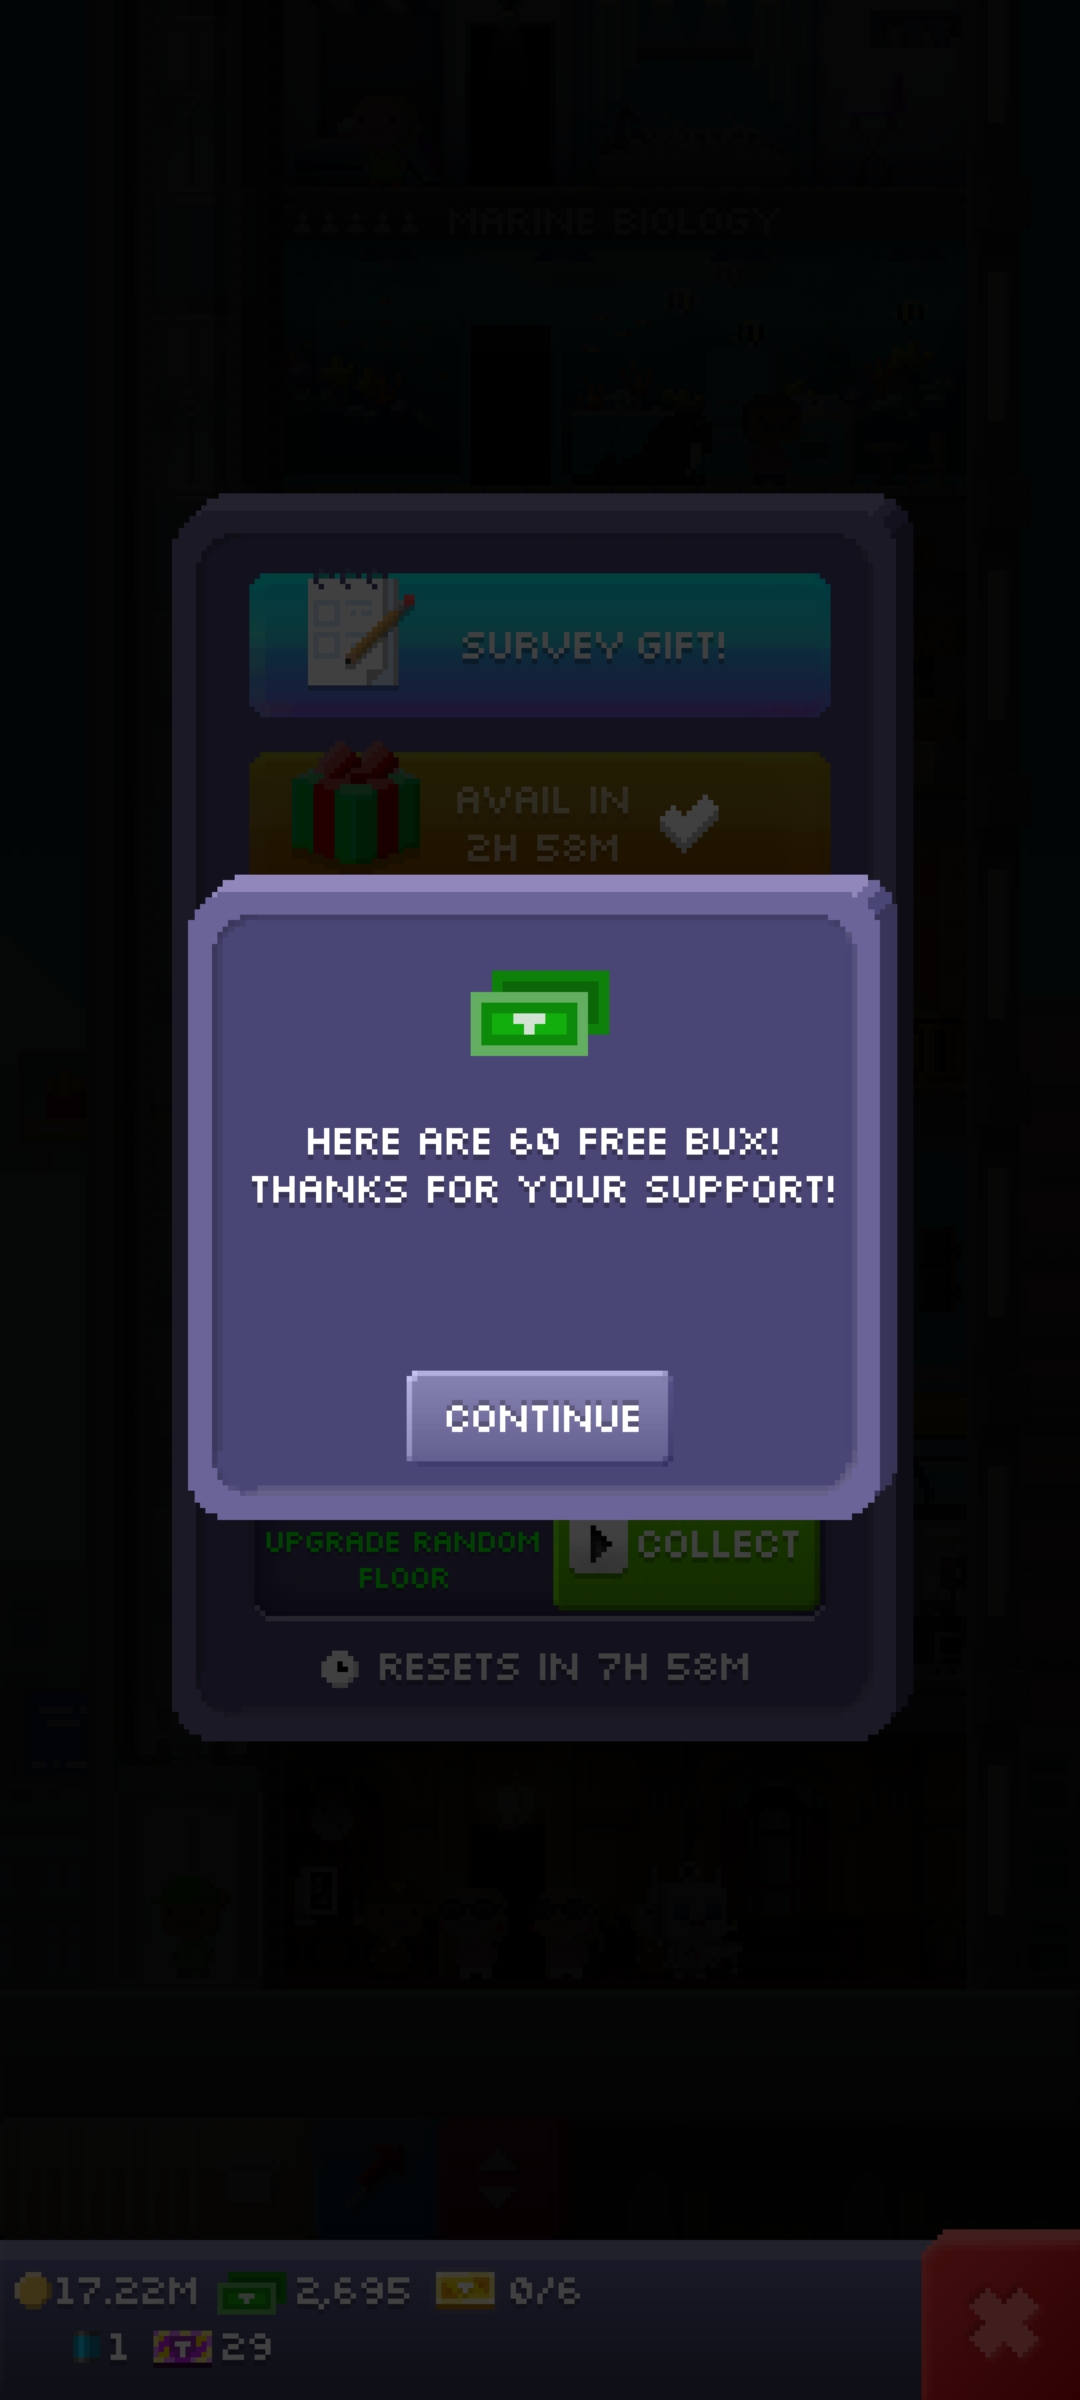 MARINE BIOLOGY
SURVEY GIFT!
AVAIL IN
2H 58M
HERE ARE 60 FREE BUX!
THANKS FOR YOUR SUPPORT!
CONTINUE
UPGRADE RANDOM
FLOOR
COLLECT
RESETS IN 7H 58M
17.22M 2,695 0/6
1 29